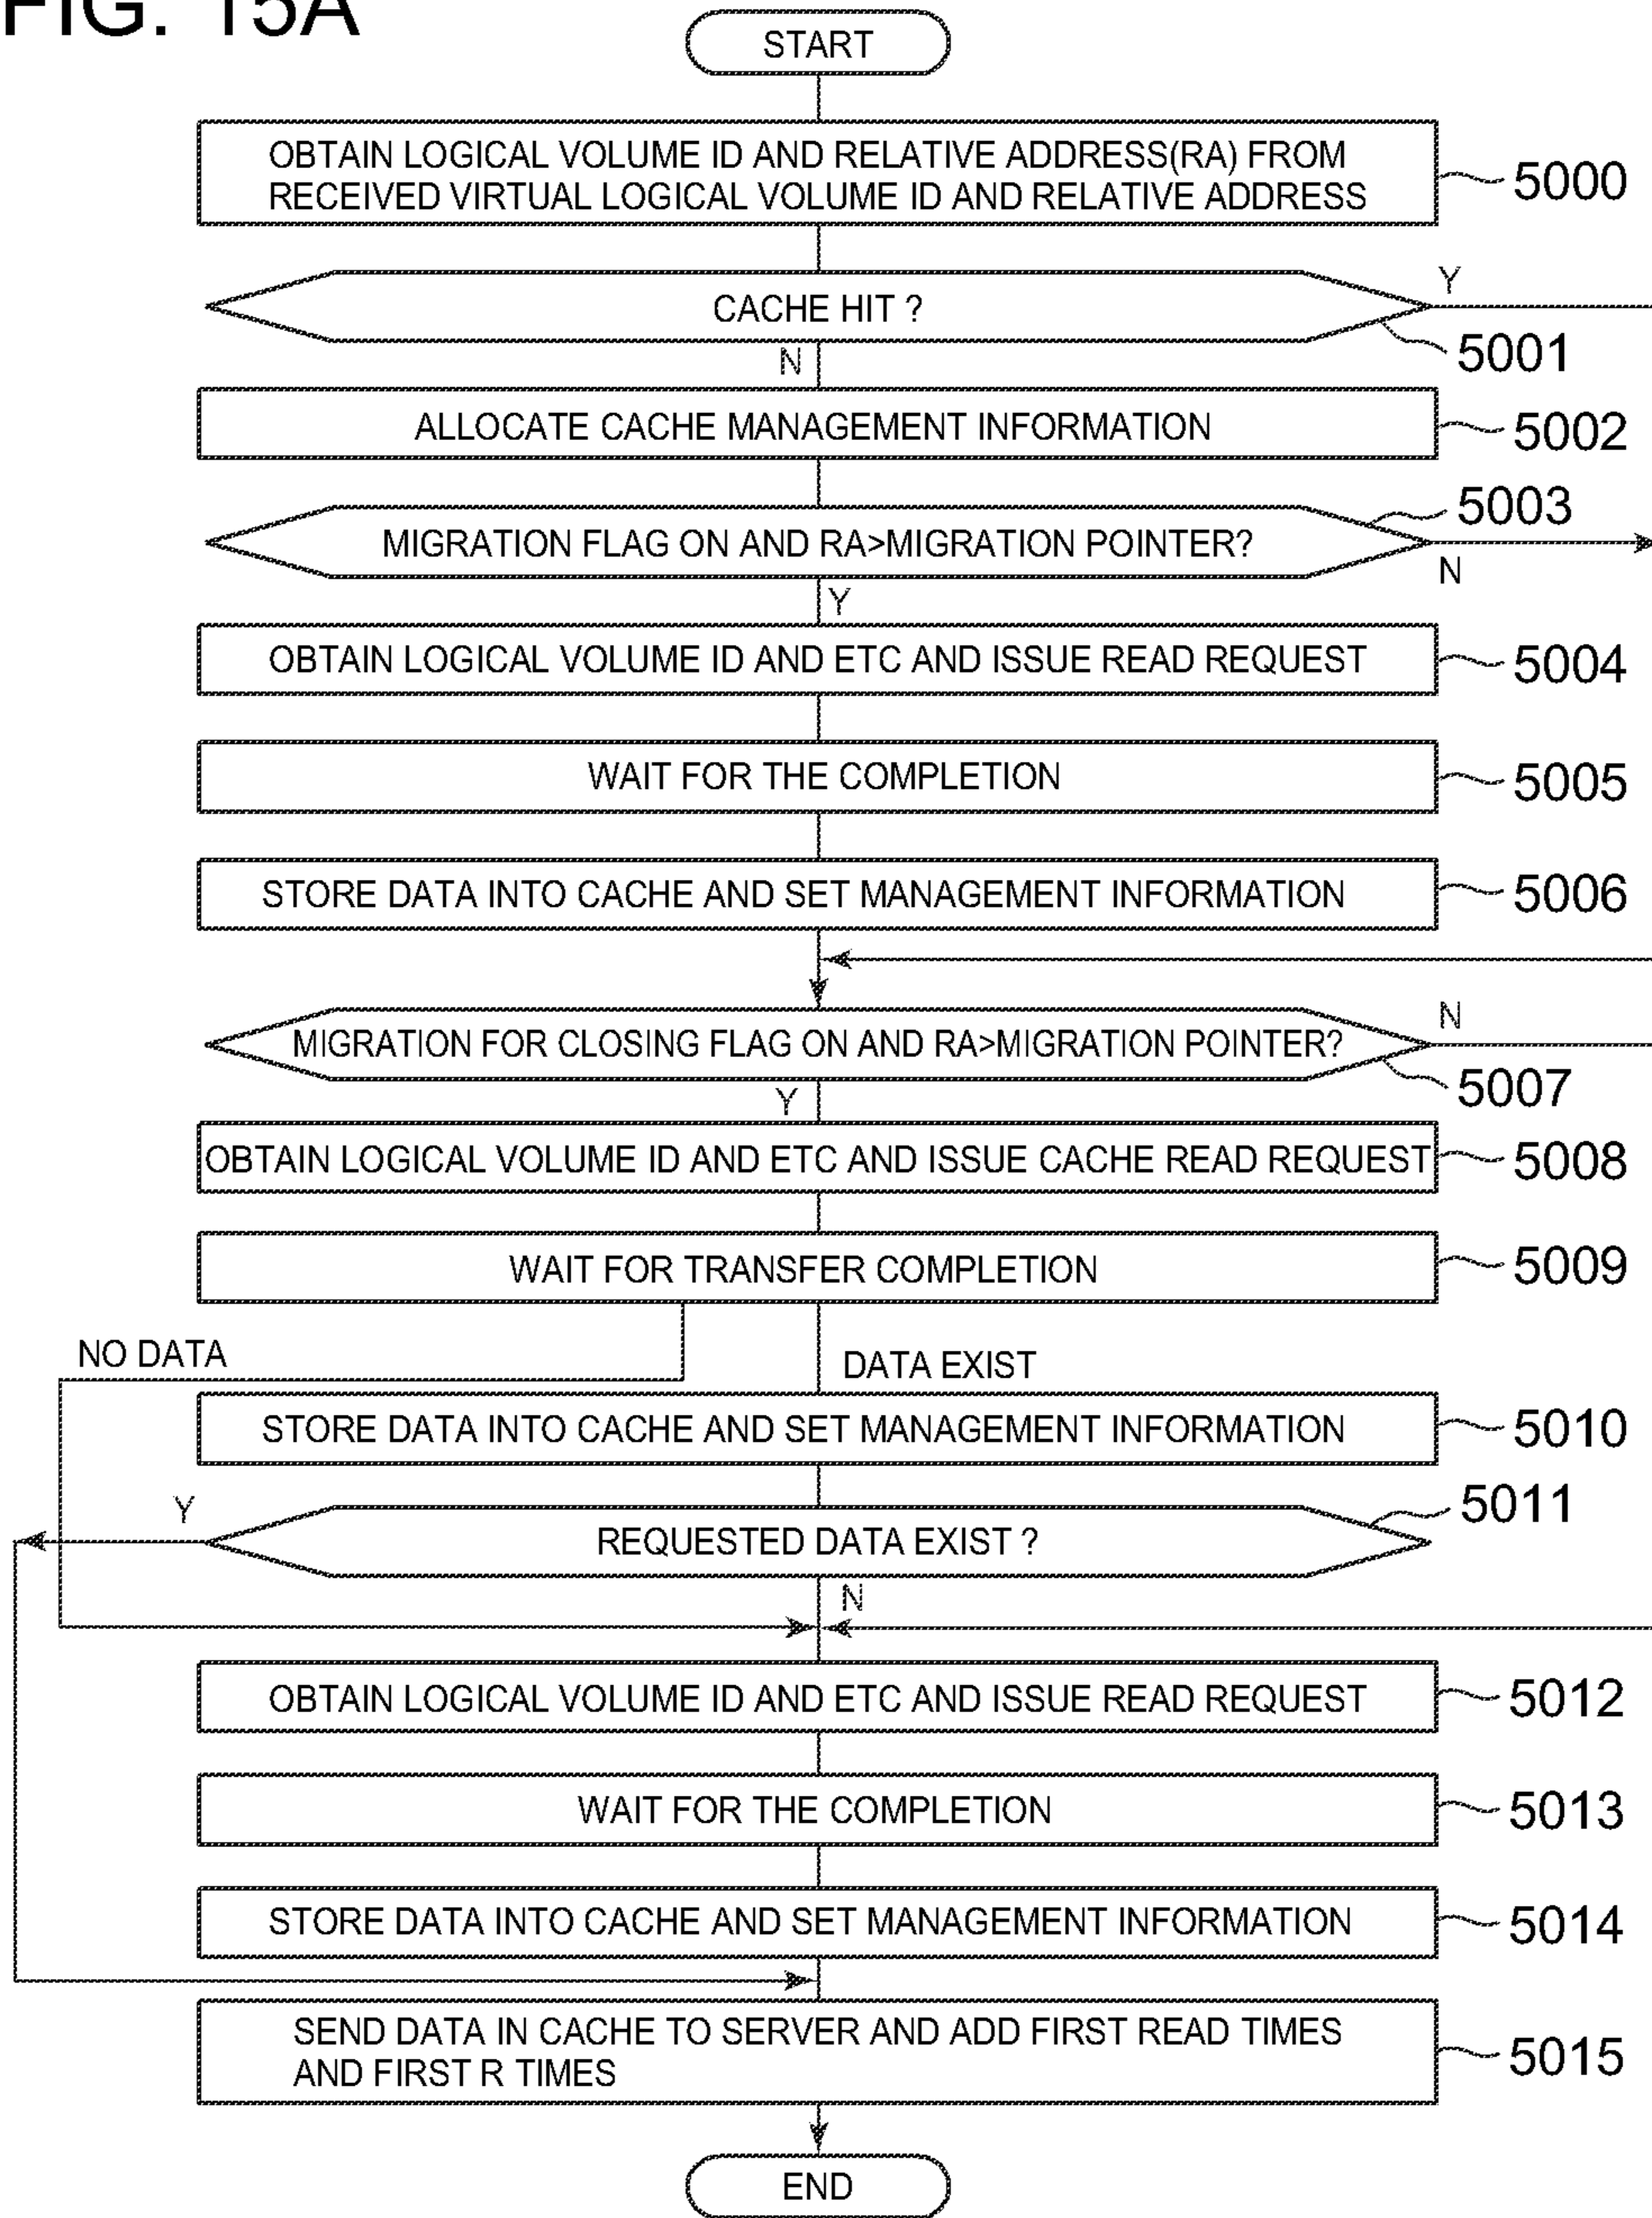 FIG. 15A
START
OBTAIN LOGICAL VOLUME ID AND RELATIVE ADDRESS(RA) FROM
RECEIVED VIRTUAL LOGICAL VOLUME ID AND RELATIVE ADDRESS
5000
CACHE HIT ?
Y
5001
N
ALLOCATE CACHE MANAGEMENT INFORMATION
5002
MIGRATION FLAG ON AND RA>MIGRATION POINTER?
5003
N
Y
OBTAIN LOGICAL VOLUME ID AND ETC AND ISSUE READ REQUEST
5004
WAIT FOR THE COMPLETION
5005
STORE DATA INTO CACHE AND SET MANAGEMENT INFORMATION
5006
MIGRATION FOR CLOSING FLAG ON AND RA>MIGRATION POINTER?
N
5007
Y
OBTAIN LOGICAL VOLUME ID AND ETC AND ISSUE CACHE READ REQUEST
5008
WAIT FOR TRANSFER COMPLETION
5009
NO DATA
DATA EXIST
STORE DATA INTO CACHE AND SET MANAGEMENT INFORMATION
5010
Y
REQUESTED DATA EXIST ?
5011
N
OBTAIN LOGICAL VOLUME ID AND ETC AND ISSUE READ REQUEST
5012
WAIT FOR THE COMPLETION
5013
STORE DATA INTO CACHE AND SET MANAGEMENT INFORMATION
5014
SEND DATA IN CACHE TO SERVER AND ADD FIRST READ TIMES
AND FIRST R TIMES
5015
END